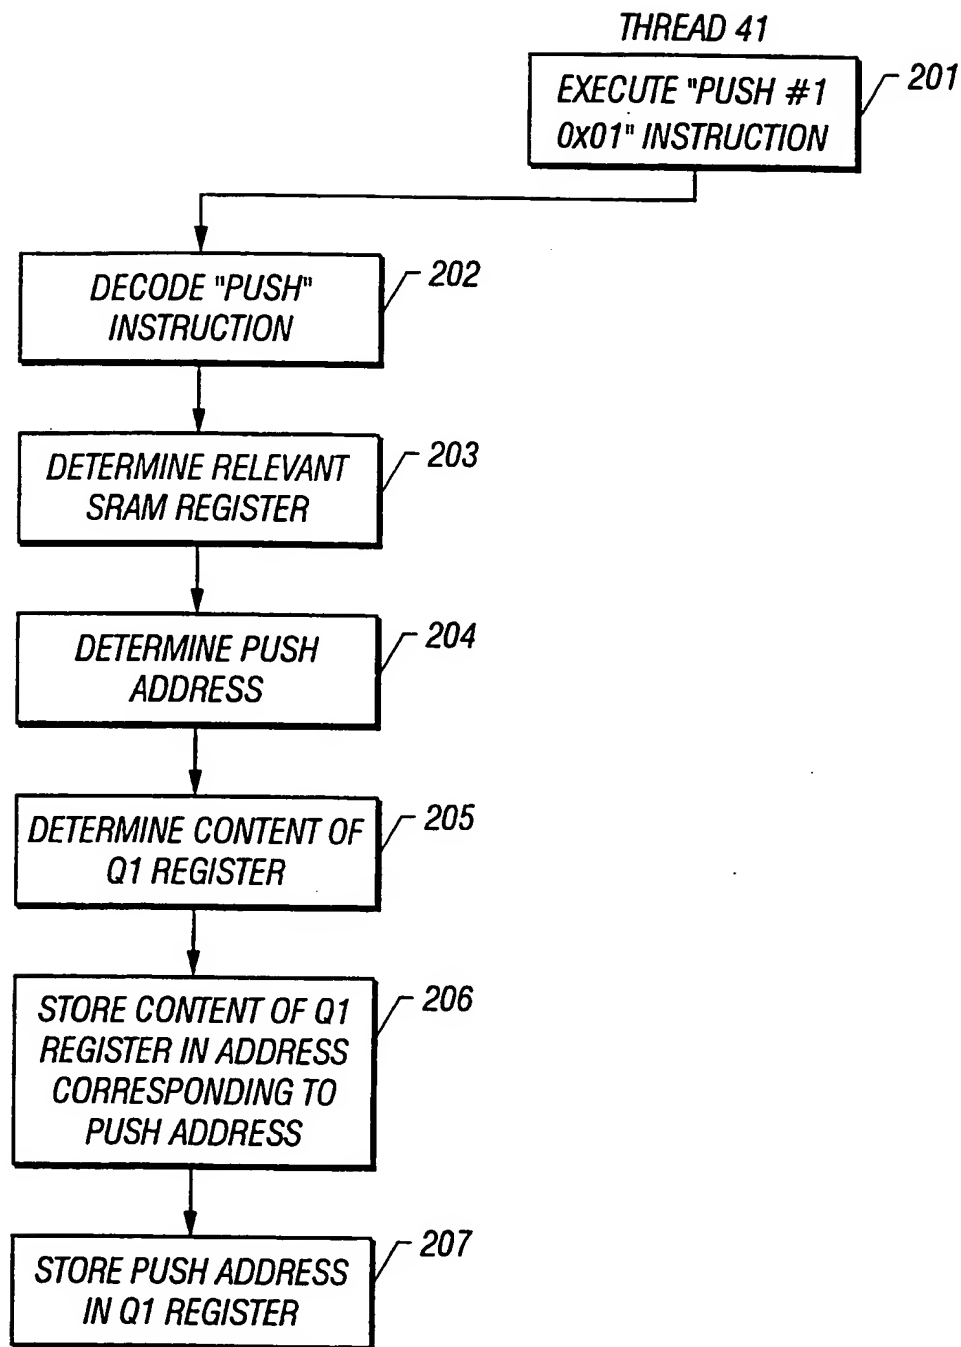 THREAD 41
EXECUTE "PUSH #1
0x01" INSTRUCTION
201
DECODE "PUSH"
INSTRUCTION
202
DETERMINE RELEVANT
SRAM REGISTER
203
DETERMINE PUSH
ADDRESS
204
DETERMINE CONTENT OF
Q1 REGISTER
205
STORE CONTENT OF Q1
REGISTER IN ADDRESS
CORRESPONDING TO
PUSH ADDRESS
206
STORE PUSH ADDRESS
IN Q1 REGISTER
207